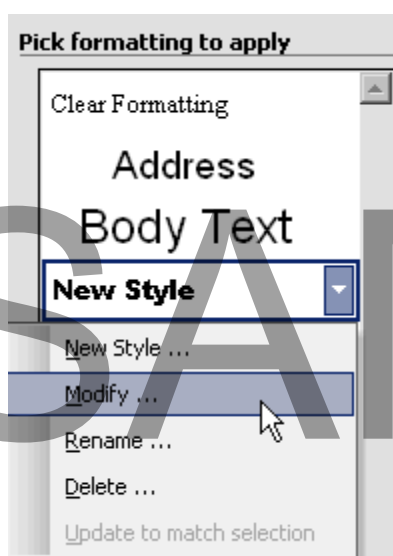 Pick formatting to apply
Clear Formatting
Address
Body Text
New Style
New Style ...
Modify ...
Rename ...
Delete ...
Update to match selection